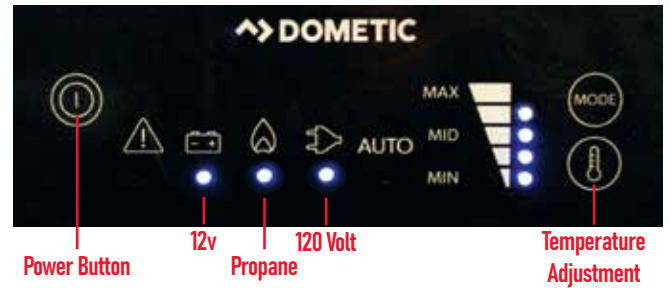 DOMETIC
MAX
MODE
AUTO
MID
MIN
12v
120 Volt
Temperature
Adjustment
Power Button
Propane